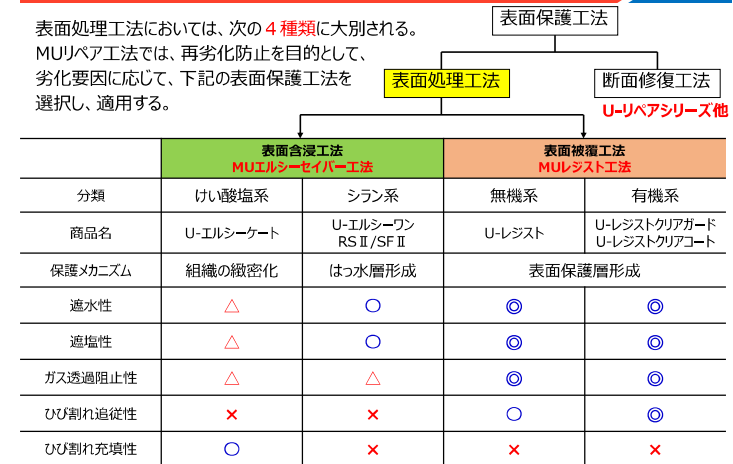 表面処理工法においては、次の４種類に大別される。
MUリペア工法では、再劣化防止を目的として、
劣化要因に応じて、下記の表面保護工法を
選択し、適用する。
表面保護工法
表面処理工法 断面修復工法
U-リペアシリーズ他
表面含浸工法 表面被覆工法
MUエルシーセイバー工法 MUレジスト工法
分類 けい酸塩系 シラン系 無機系 有機系
商品名 U-エルシーケート U-エルシーワン RSⅡ/SFⅡ U-レジスト U-レジストクリアガード U-レジストクリアコート
保護メカニズム 組織の緻密化 はっ水層形成 表面保護層形成
遮水性 △ 〇 ◎ ◎
遮塩性 △ 〇 ◎ ◎
ガス透過阻止性 △ △ ◎ ◎
ひび割れ追従性 × × 〇 ◎
ひび割れ充填性 〇 × × ×